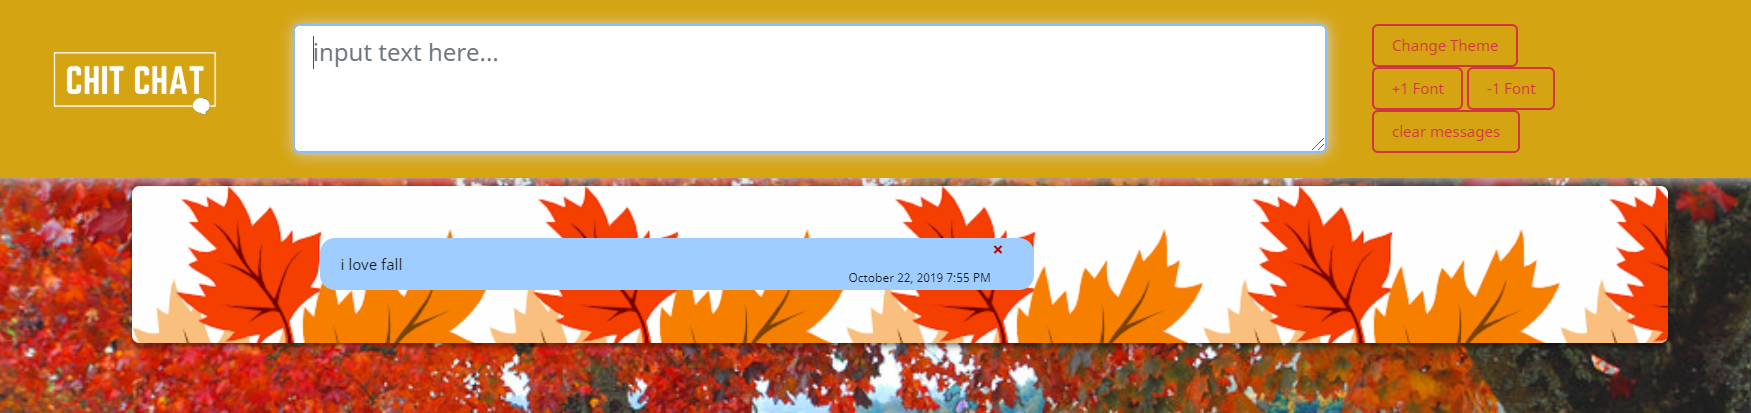 CHIT CHAT
input text here...
Change Theme
+1 Font
-1 Font
clear messages
i love fall
×
October 22, 2019 7:55 PM